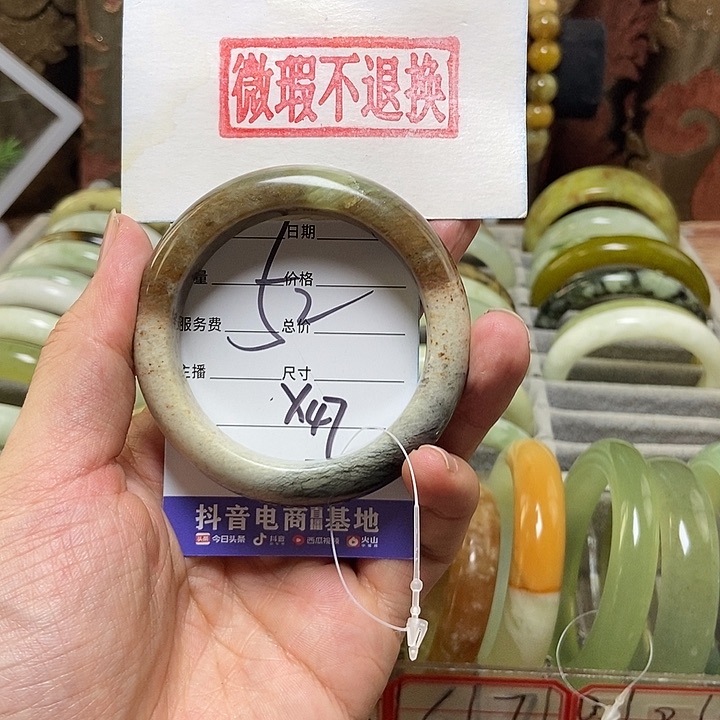 微瑕不退换
日期
量 价格
52
服务费 总价
主播 尺寸
X47
抖音电商直播基地
今日头条 抖音 西瓜视频 火山